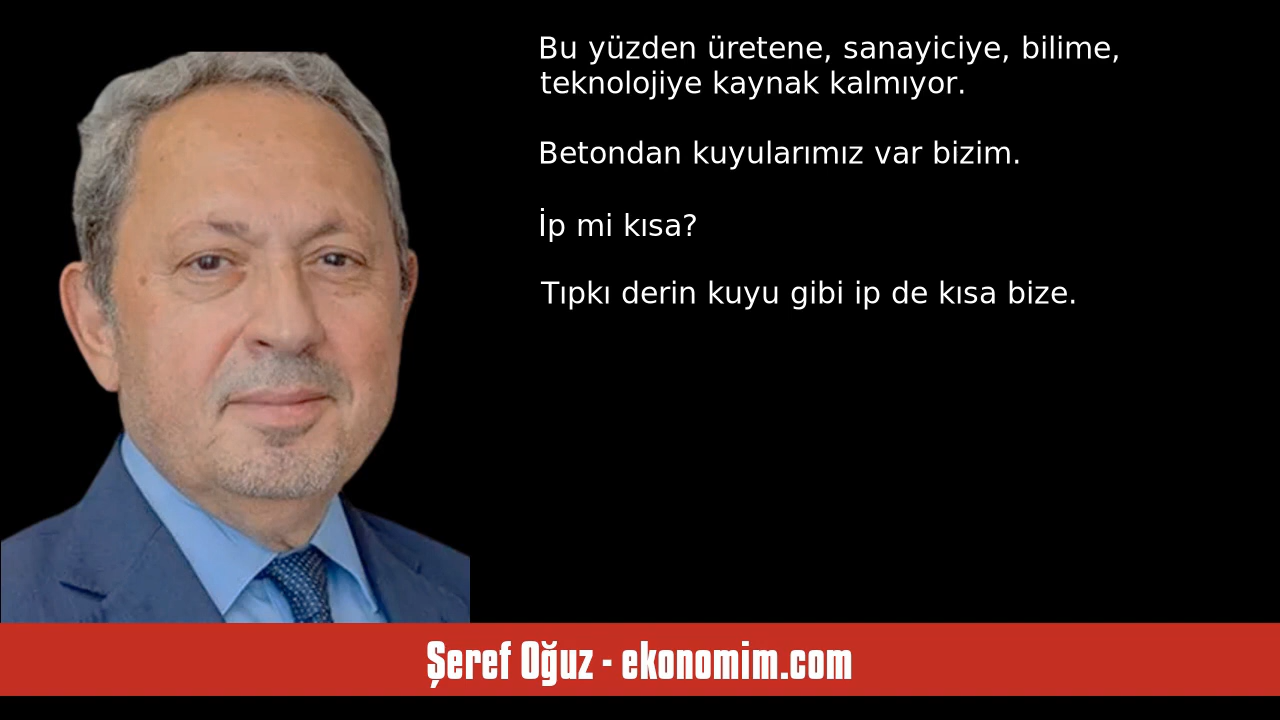 Bu yüzden üretene, sanayiciye, bilime,
teknolojiye kaynak kalmıyor.
Betondan kuyularımız var bizim.
İp mi kısa?
Tıpkı derin kuyu gibi ip de kısa bize.
Şeref Oğuz - ekonomim.com